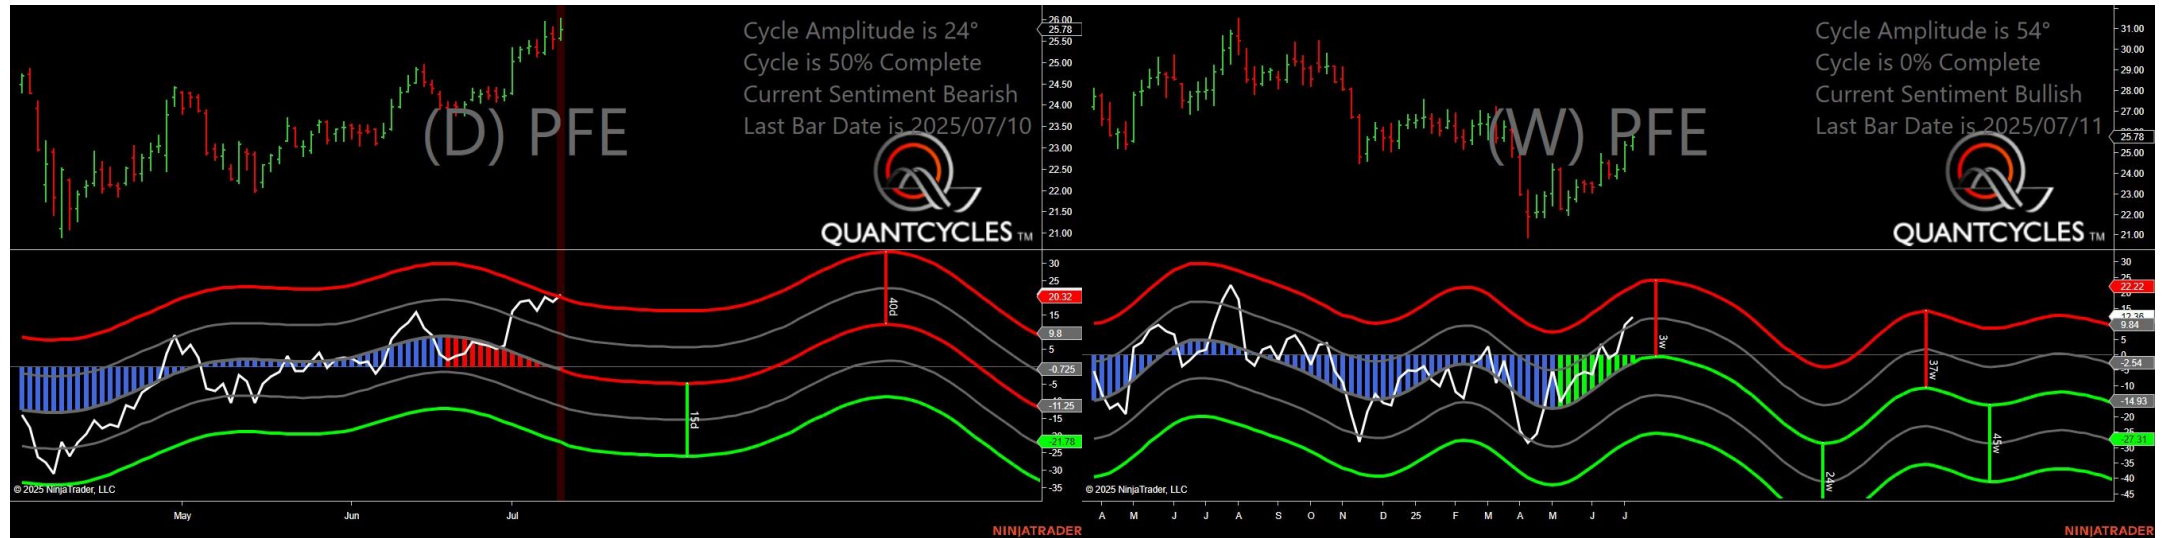 Cycle Amplitude is 24°
Cycle is 50% Complete
Current Sentiment Bearish
Last Bar Date is 2025/07/10
(D) PFE
QUANTCYCLES TM
26.00
25.78
25.50
25.00
24.50
24.00
23.50
23.00
22.50
22.00
21.50
21.00
30
25
20.32
15
9.8
5
-0.725
-5
-11.25
-15
-21.78
-25
-30
-35
40d
15d
© 2025 NinjaTrader, LLC
May Jun Jul
NINJATRADER
Cycle Amplitude is 54°
Cycle is 0% Complete
Current Sentiment Bullish
Last Bar Date is 2025/07/11
(W) PFE
QUANTCYCLES TM
31.00
30.00
29.00
28.00
27.00
25.78
25.00
24.00
23.00
22.00
21.00
30
25
22.22
15
12.36
9.84
5
0
-2.54
-5
-10
-14.93
-20
-27.31
-30
-35
-40
-45
3w
37w
24w
45w
© 2025 NinjaTrader, LLC
A M J J A S O N D 25 F M A M J J
NINJATRADER